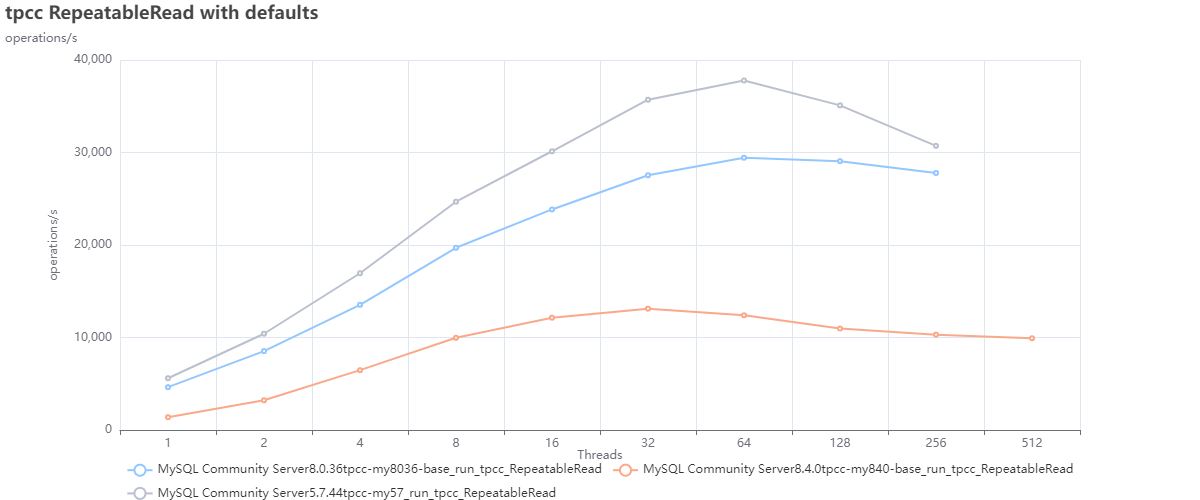 tpcc RepeatableRead with defaults
operations/s
40,000
30,000
20,000
10,000
0
operations/s
1 2 4 8 16 32 64 128 256 512
Threads
MySQL Community Server8.0.36tpcc-my8036-base_run_tpcc_RepeatableRead MySQL Community Server8.4.0tpcc-my840-base_run_tpcc_RepeatableRead
MySQL Community Server5.7.44tpcc-my57_run_tpcc_RepeatableRead